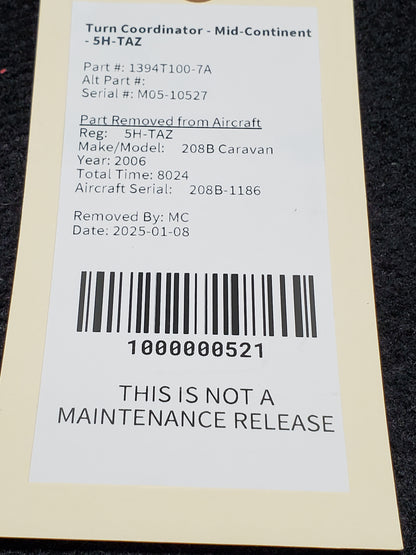 Turn Coordinator - Mid-Continent
- 5H-TAZ
Part #: 1394T100-7A
Alt Part #:
Serial #: M05-10527
Part Removed from Aircraft
Reg: 5H-TAZ
Make/Model: 208B Caravan
Year: 2006
Total Time: 8024
Aircraft Serial: 208B-1186
Removed By: MC
Date: 2025-01-08
1000000521
THIS IS NOT A
MAINTENANCE RELEASE